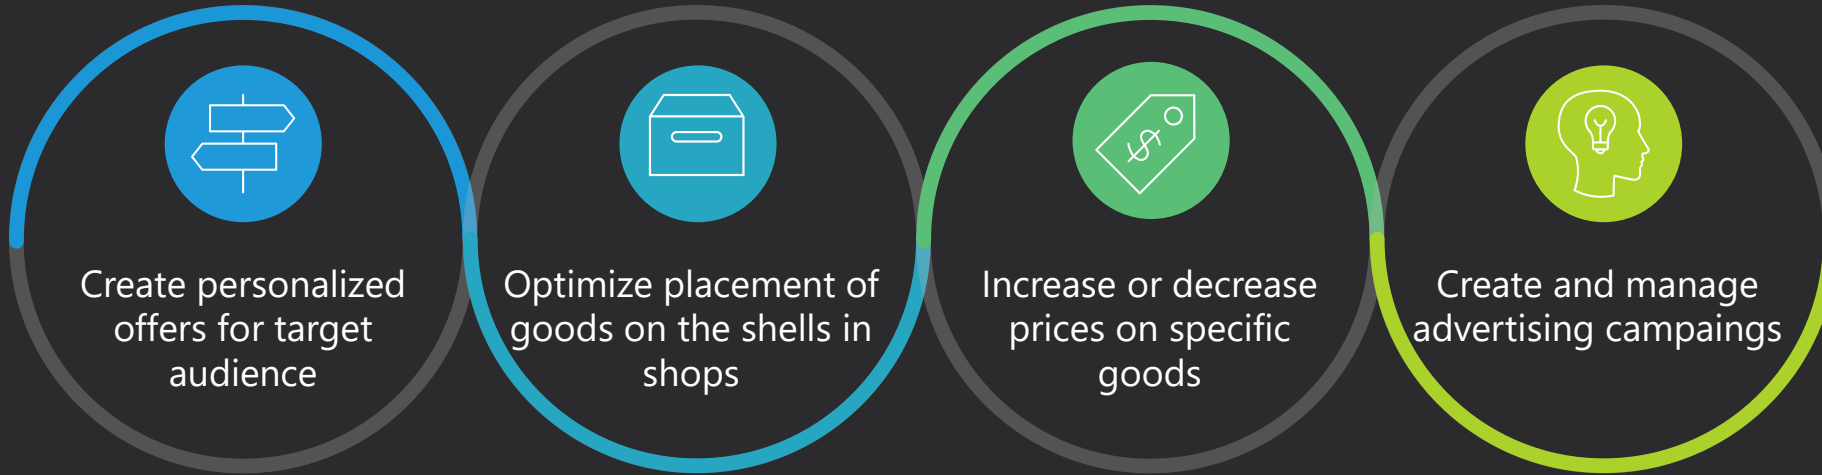 Create personalized
offers for target
audience
Optimize placement of
goods on the shells in
shops
$
Increase or decrease
prices on specific
goods
Create and manage
advertising campaings